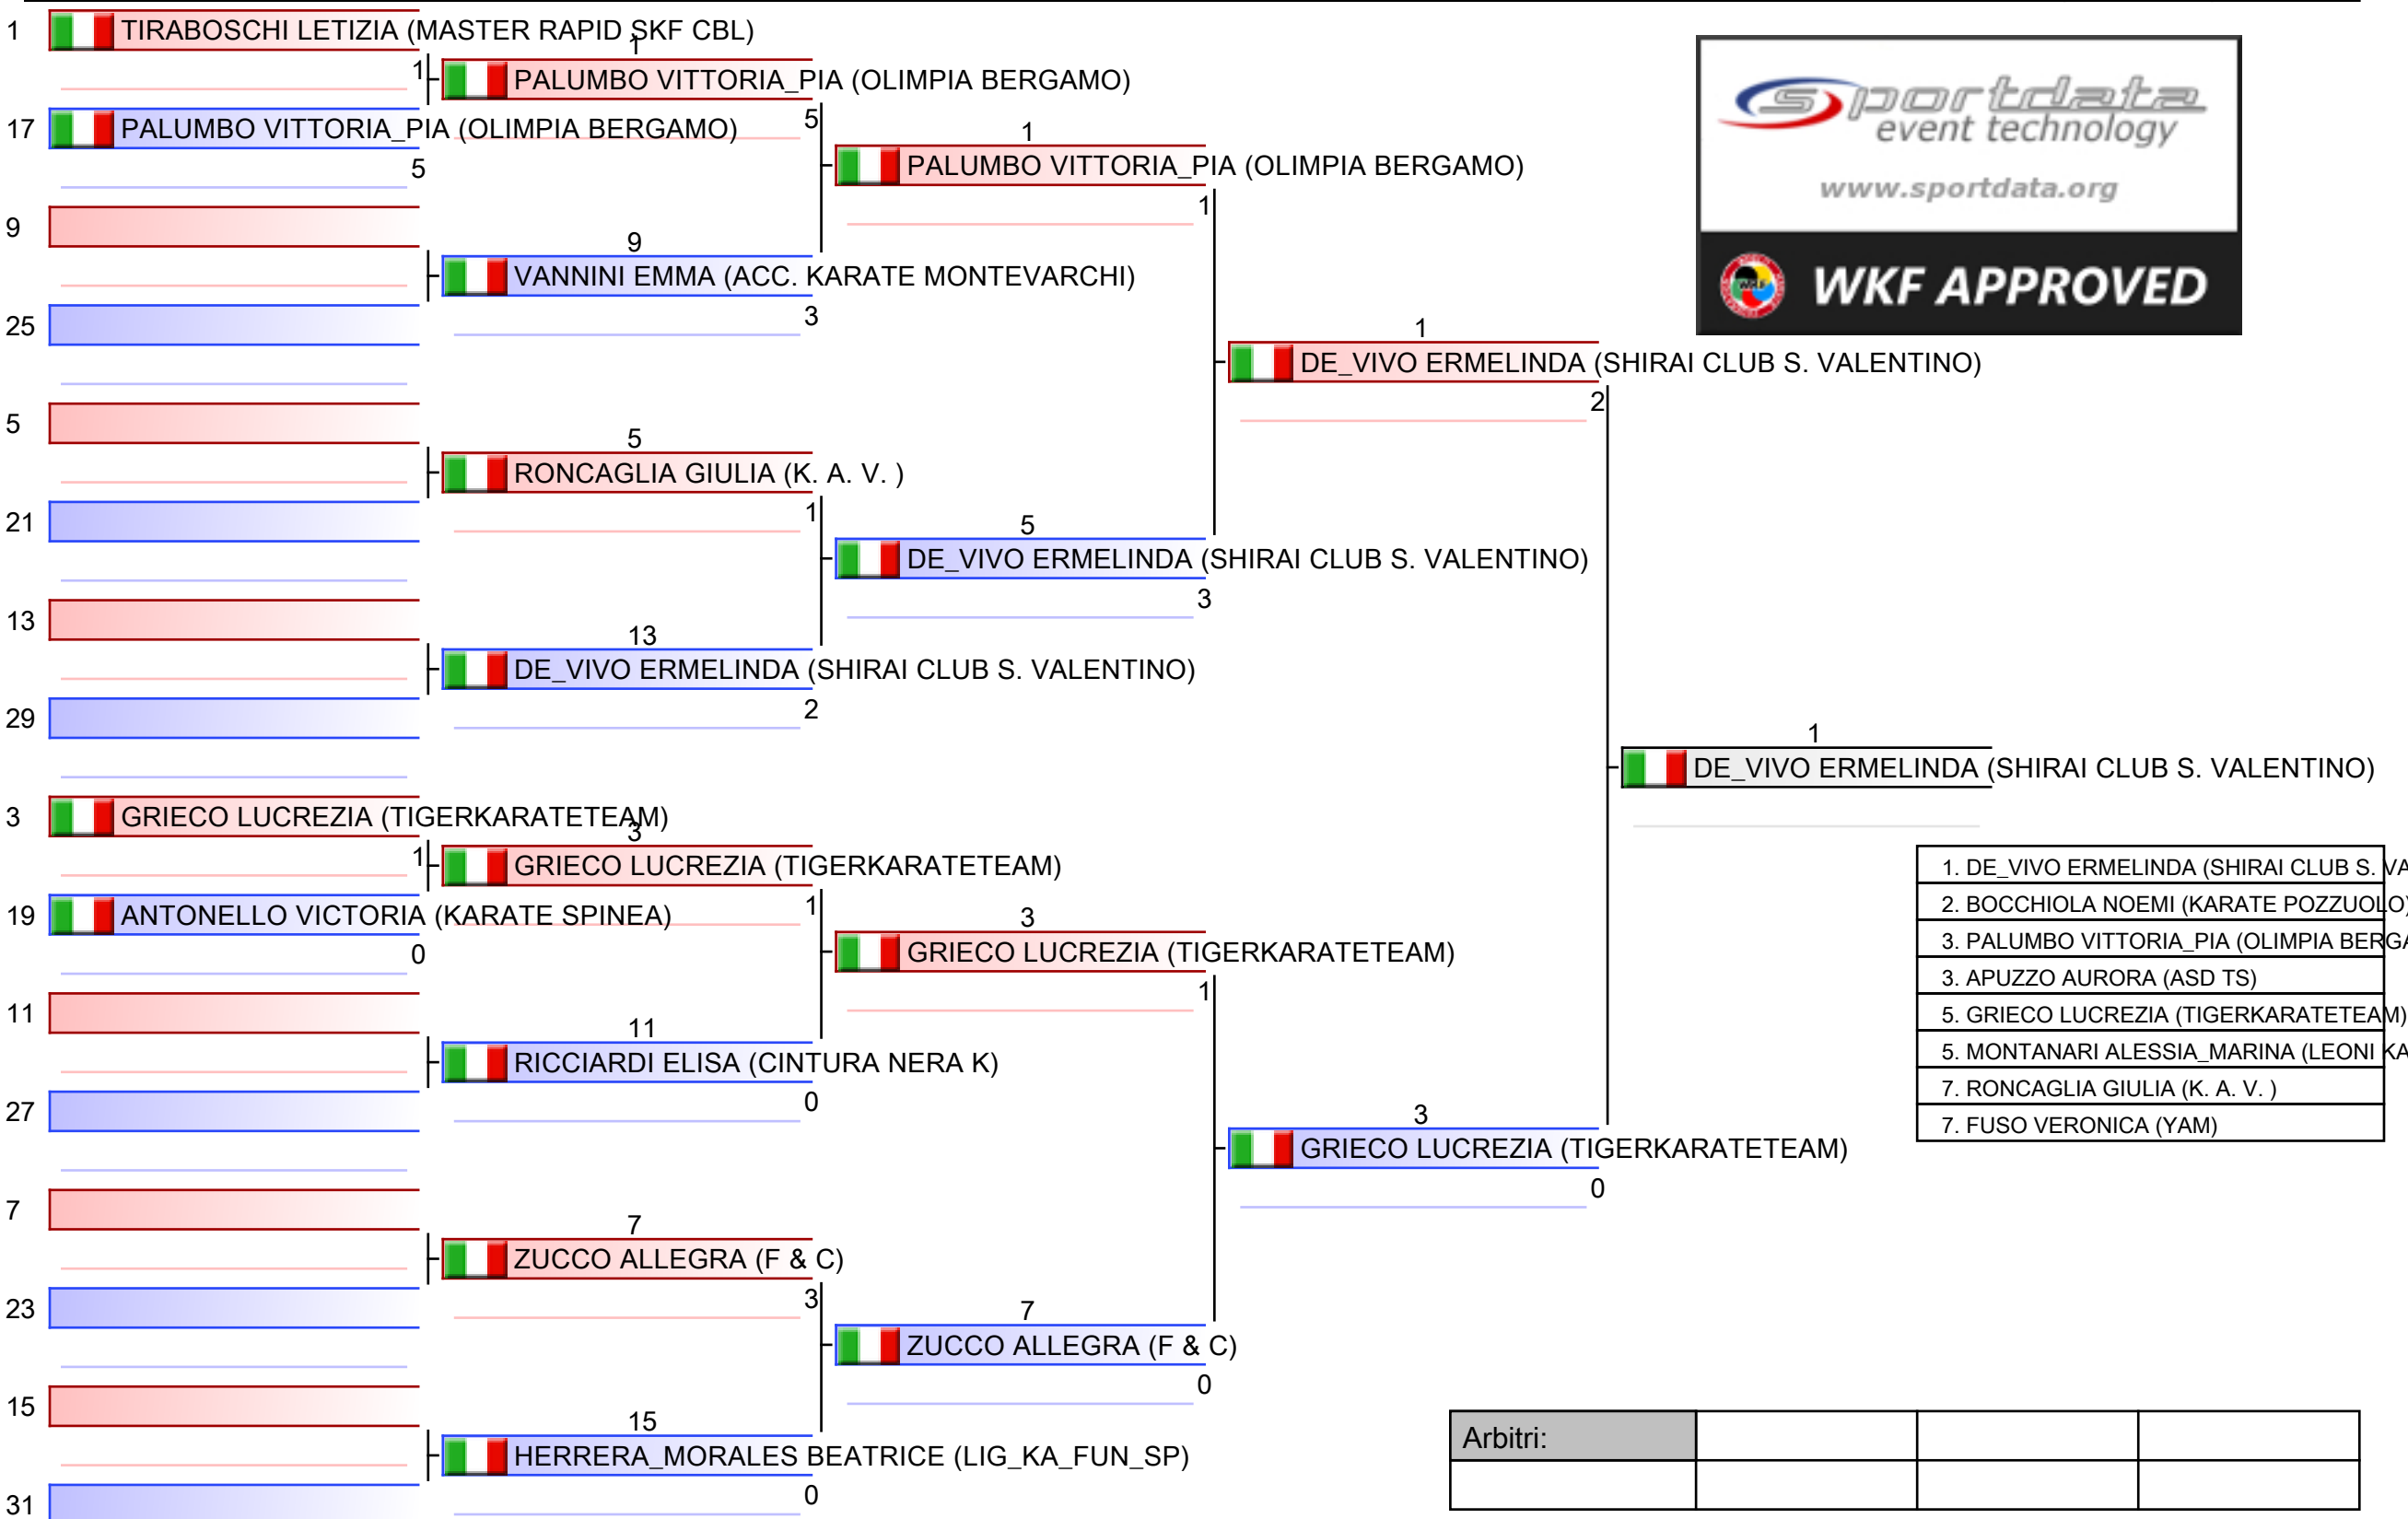 1 TIRABOSCHI LETIZIA (MASTER RAPID SKF CBL)
1
1 PALUMBO VITTORIA_PIA (OLIMPIA BERGAMO)
17 PALUMBO VITTORIA_PIA (OLIMPIA BERGAMO)
5
5
1
PALUMBO VITTORIA_PIA (OLIMPIA BERGAMO)
1
9
9
VANNINI EMMA (ACC. KARATE MONTEVARCHI)
3
25
1
DE_VIVO ERMELINDA (SHIRAI CLUB S. VALENTINO)
2
5
5
RONCAGLIA GIULIA (K. A. V. )
1
21
5
DE_VIVO ERMELINDA (SHIRAI CLUB S. VALENTINO)
3
13
13
DE_VIVO ERMELINDA (SHIRAI CLUB S. VALENTINO)
2
29
1
DE_VIVO ERMELINDA (SHIRAI CLUB S. VALENTINO)
3 GRIECO LUCREZIA (TIGERKARATETEAM)
3
1 GRIECO LUCREZIA (TIGERKARATETEAM)
19 ANTONELLO VICTORIA (KARATE SPINEA)
0
1
3
GRIECO LUCREZIA (TIGERKARATETEAM)
1
11
11
RICCIARDI ELISA (CINTURA NERA K)
0
27
3
GRIECO LUCREZIA (TIGERKARATETEAM)
0
7
7
ZUCCO ALLEGRA (F & C)
3
23
7
ZUCCO ALLEGRA (F & C)
0
15
15
HERRERA_MORALES BEATRICE (LIG_KA_FUN_SP)
0
31
sportdata
event technology
www.sportdata.org
WKF APPROVED
1. DE_VIVO ERMELINDA (SHIRAI CLUB S. VA
2. BOCCHIOLA NOEMI (KARATE POZZUOLO)
3. PALUMBO VITTORIA_PIA (OLIMPIA BERGA
3. APUZZO AURORA (ASD TS)
5. GRIECO LUCREZIA (TIGERKARATETEAM)
5. MONTANARI ALESSIA_MARINA (LEONI KA
7. RONCAGLIA GIULIA (K. A. V. )
7. FUSO VERONICA (YAM)
Arbitri: